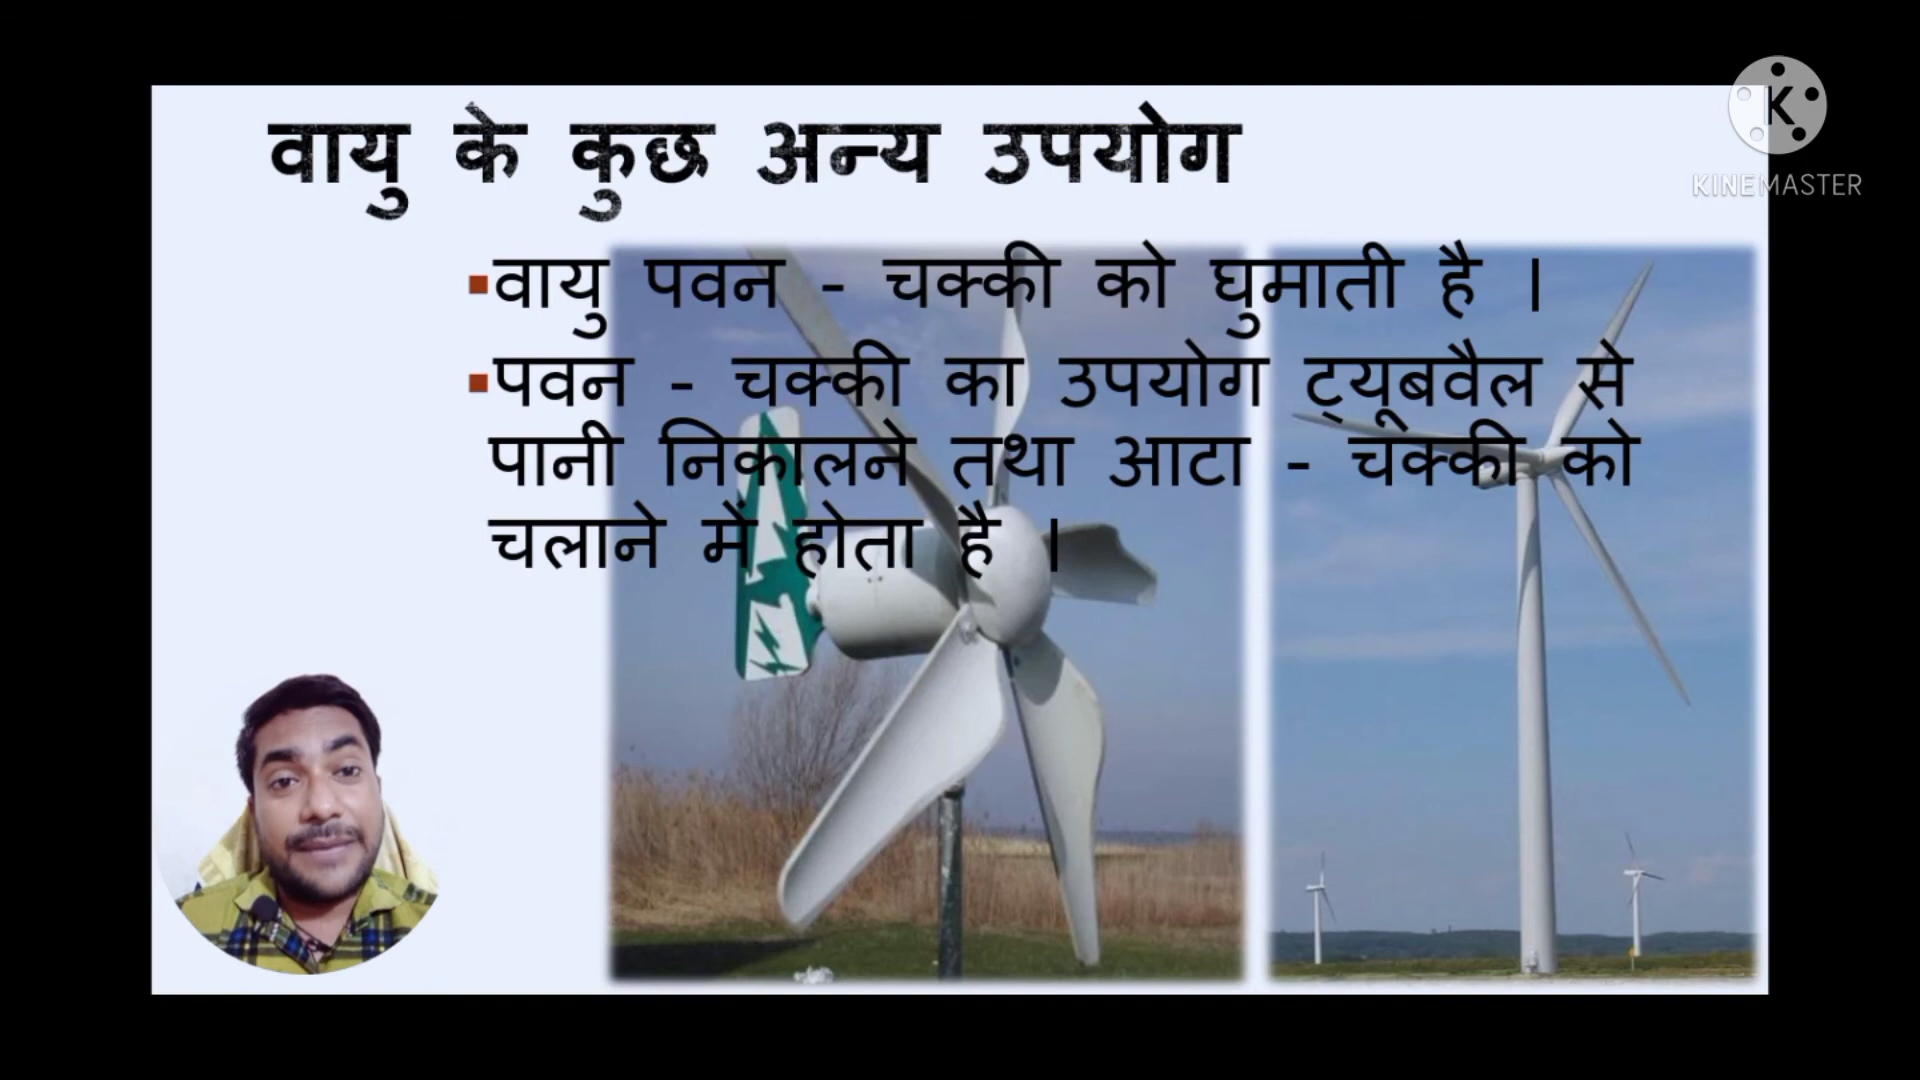 वायु के कुछ अन्य उपयोग
KINEMASTER
▪वायु पवन - चक्की को घुमाती है ।
▪पवन - चक्की का उपयोग ट्यूबवैल से
पानी निकालने तथा आटा - चक्की को
चलाने में होता है ।